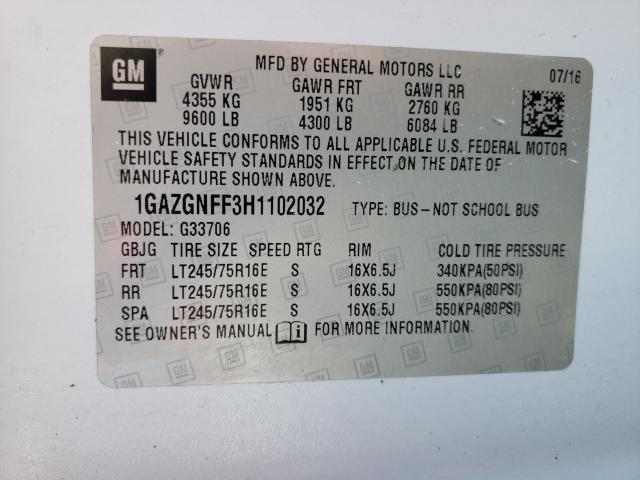 GM
MFD BY GENERAL MOTORS LLC 07/16
GVWR GAWR FRT GAWR RR
4355 KG 1951 KG 2760 KG
9600 LB 4300 LB 6084 LB
THIS VEHICLE CONFORMS TO ALL APPLICABLE U.S. FEDERAL MOTOR
VEHICLE SAFETY STANDARDS IN EFFECT ON THE DATE OF
MANUFACTURE SHOWN ABOVE.
1GAZGNFF3H1102032 TYPE: BUS-NOT SCHOOL BUS
MODEL: G33706
GBJG TIRE SIZE SPEED RTG RIM COLD TIRE PRESSURE
FRT LT245/75R16E S 16X6.5J 340KPA(50PSI)
RR LT245/75R16E S 16X6.5J 550KPA(80PSI)
SPA LT245/75R16E S 16X6.5J 550KPA(80PSI)
SEE OWNER'S MANUAL FOR MORE INFORMATION.